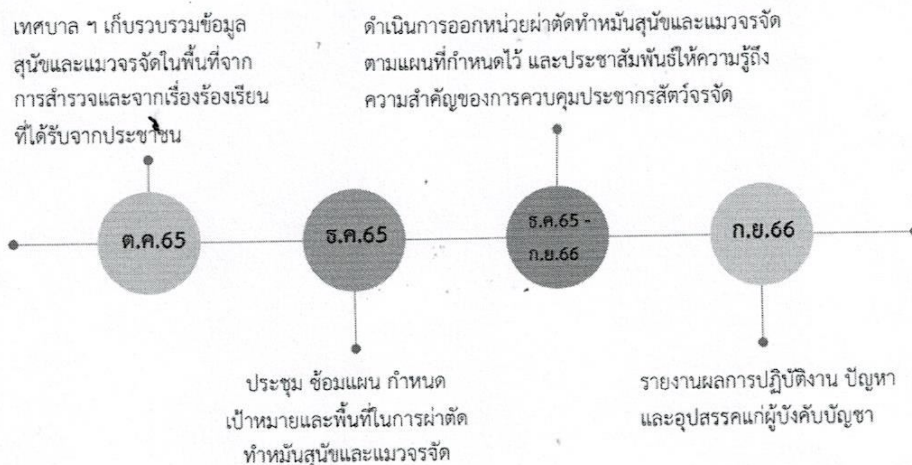 เทศบาล ฯ เก็บรวบรวมข้อมูล
สุนัขและแมวจรจัดในพื้นที่จาก
การสำรวจและจากเรื่องร้องเรียน
ที่ได้รับจากประชาชน
ดำเนินการออกหน่วยผ่าตัดทำหมันสุนัขและแมวจรจัด
ตามแผนที่กำหนดไว้ และประชาสัมพันธ์ให้ความรู้ถึง
ความสำคัญของการควบคุมประชากรสัตว์จรจัด
ต.ค.65
ธ.ค.65
ธ.ค.65 -
ก.ย.66
ก.ย.66
ประชุม ซ้อมแผน กำหนด
เป้าหมายและพื้นที่ในการผ่าตัด
ทำหมันสุนัขและแมวจรจัด
รายงานผลการปฏิบัติงาน ปัญหา
และอุปสรรคแก่ผู้บังคับบัญชา